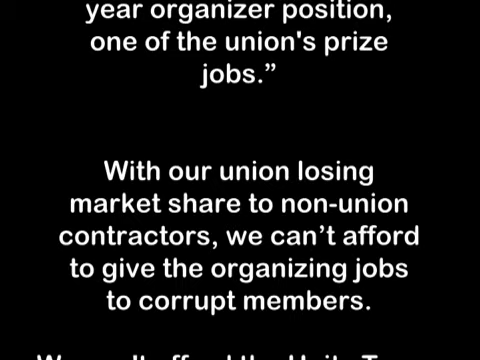 year organizer position,
one of the union's prize
jobs.”
With our union losing
market share to non-union
contractors, we can’t afford
to give the organizing jobs
to corrupt members.